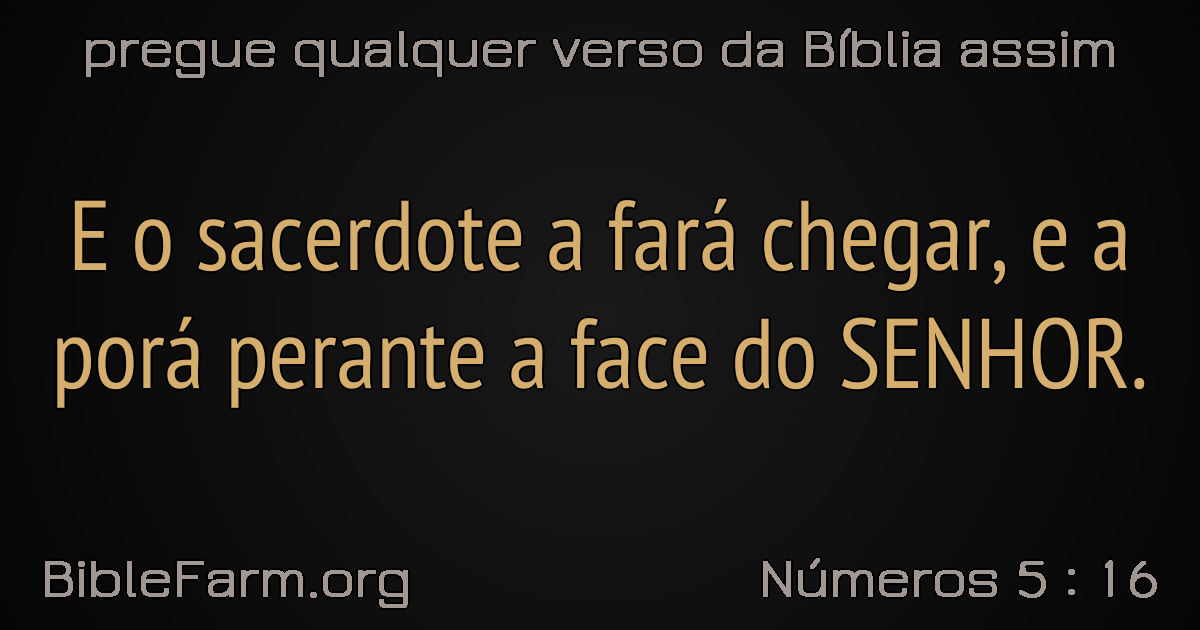 pregue qualquer verso da Bíblia assim
E o sacerdote a fará chegar, e a
porá perante a face do SENHOR.
BibleFarm.org
Números 5 : 16